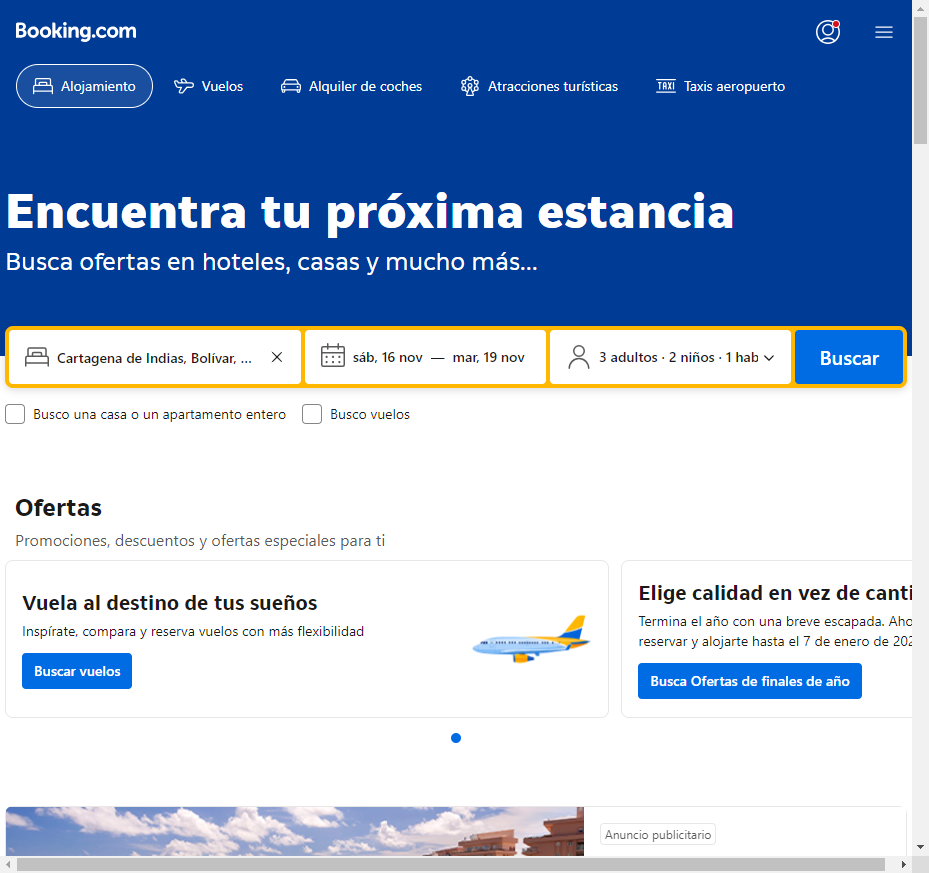 Booking.com
Alojamiento
Vuelos
Alquiler de coches
TAXI
Atracciones turísticas
Taxis aeropuerto
Encuentra tu próxima estancia
Busca ofertas en hoteles, casas y mucho más...
Cartagena de Indias, Bolívar, ...
sáb, 16 nov — mar, 19 nov
3 adultos · 2 niños · 1 hab
Buscar
Busco una casa o un apartamento entero
Busco vuelos
Ofertas
Promociones, descuentos y ofertas especiales para ti
Vuela al destino de tus sueños
Inspírate, compara y reserva vuelos con más flexibilidad
Buscar vuelos
Elige calidad en vez de canti
Termina el año con una breve escapada. Aho
reservar y alojarte hasta el 7 de enero de 202
Busca Ofertas de finales de año
Anuncio publicitario